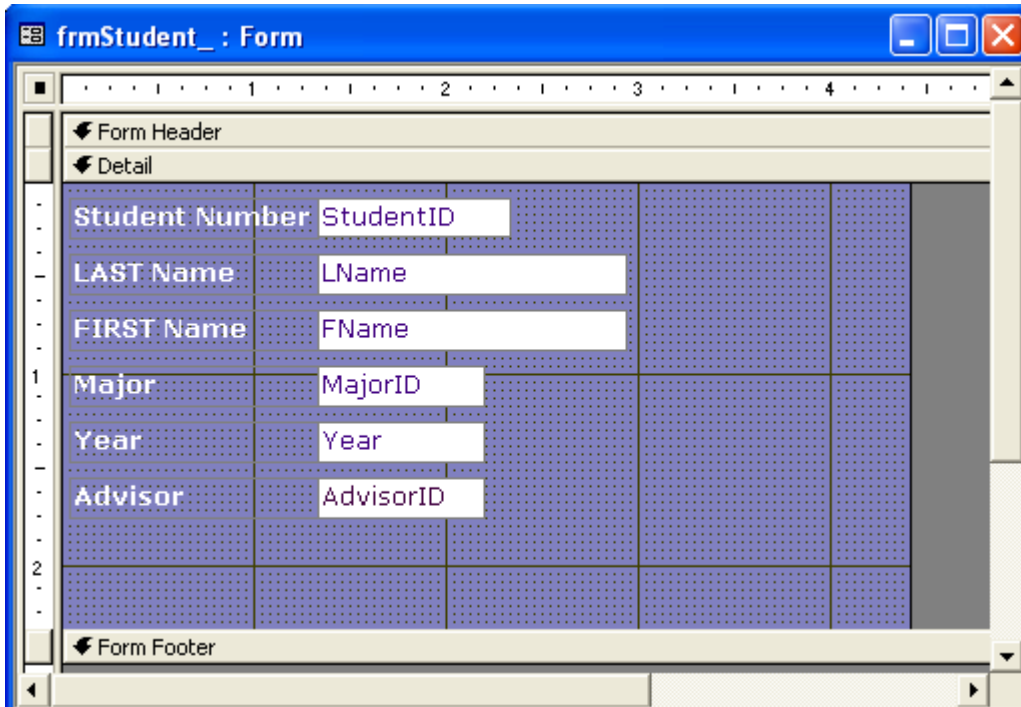 frmStudent_ : Form
1 2 3 4
Form Header
Detail
Student Number StudentID
LAST Name LName
FIRST Name FName
1
Major MajorID
Year Year
Advisor AdvisorID
2
Form Footer